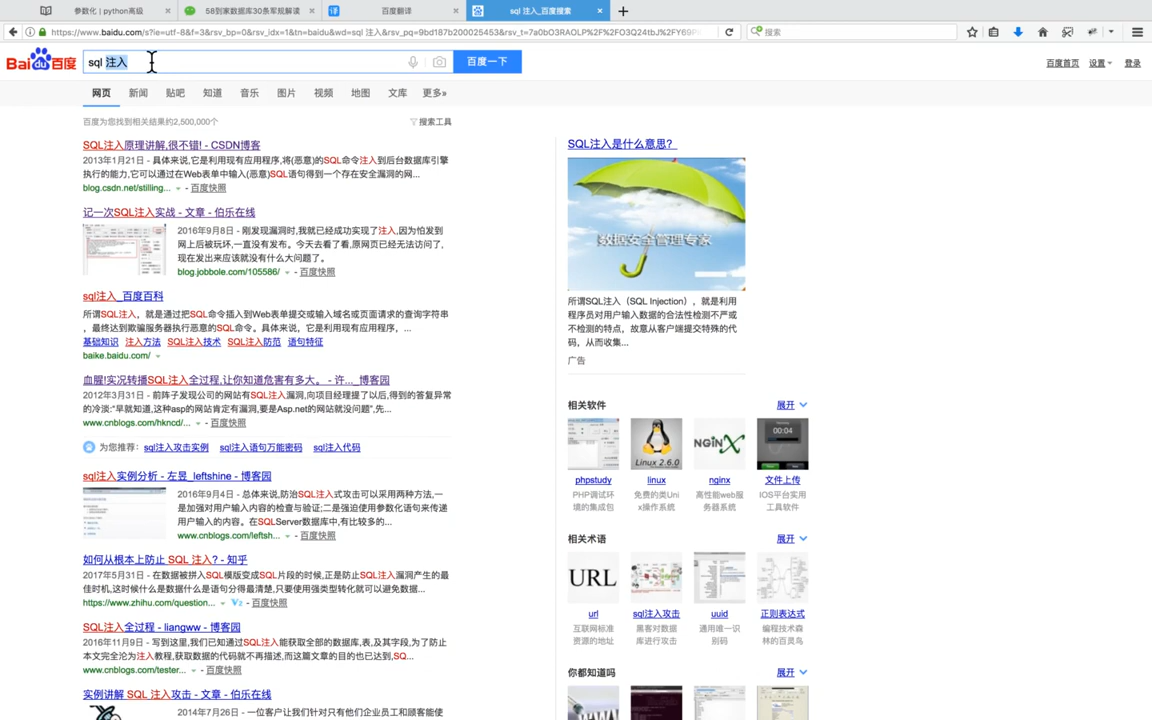 参数化 | python高级
58到家数据库30条军规解读
百度翻译
sql 注入_百度搜索
https://www.baidu.com/s?ie=utf-8&f=3&rsv_bp=0&rsv_idx=1&tn=baidu&wd=sql 注入&rsv_pq=9bd187b200025453&rsv_t=7a0bO3RAOLP%2F%2FO3Q24tbJ%2FY69P
搜索
Bai百度
sql 注入
百度一下
百度首页 设置 登录
网页 新闻 贴吧 知道 音乐 图片 视频 地图 文库 更多»
百度为您找到相关结果约2,500,000个
搜索工具
SQL注入原理讲解,很不错! - CSDN博客
2013年1月21日 - 具体来说,它是利用现有应用程序,将(恶意)的SQL命令注入到后台数据库引擎
执行的能力,它可以通过在Web表单中输入(恶意)SQL语句得到一个存在安全漏洞的网...
blog.csdn.net/stilling... - 百度快照
记一次SQL注入实战 - 文章 - 伯乐在线
2016年9月8日 - 刚发现漏洞时,我就已经成功实现了注入,因为怕发到
网上后被玩坏,一直没有发布。今天去看了看,原网页已经无法访问了,
现在发出来应该就没有什么大问题了。
blog.jobbole.com/105586/ - 百度快照
sql注入_百度百科
所谓SQL注入，就是通过把SQL命令插入到Web表单提交或输入域名或页面请求的查询字符串
，最终达到欺骗服务器执行恶意的SQL命令。具体来说，它是利用现有应用程序，...
基础知识 注入方法 SQL注入技术 SQL注入防范 语句特征
baike.baidu.com/
血腥!实况转播SQL注入全过程,让你知道危害有多大。 - 许..._博客园
2012年3月31日 - 前阵子发现公司的网站有SQL注入漏洞,向项目经理提了以后,得到的答复异常
的冷淡:“早就知道,这种asp的网站肯定有漏洞,要是Asp.net的网站就没问题”,先...
www.cnblogs.com/hkncd/... - 百度快照
为您推荐: sql注入攻击实例 sql注入语句万能密码 sql注入代码
sql注入实例分析 - 左昱_leftshine - 博客园
2016年9月4日 - 总体来说,防治SQL注入式攻击可以采用两种方法,一
是加强对用户输入内容的检查与验证;二是强迫使用参数化语句来传递
用户输入的内容。在SQLServer数据库中,有比较多的...
www.cnblogs.com/leftsh... - 百度快照
如何从根本上防止 SQL 注入? - 知乎
2017年5月31日 - 在数据被拼入SQL模版变成SQL片段的时候,正是防止SQL注入漏洞产生的最
佳时机,这时候什么是数据什么是语句分得最清楚,只要使用强类型转化就可以避免数据...
https://www.zhihu.com/question... V2 - 百度快照
SQL注入全过程 - liangww - 博客园
2016年11月9日 - 写到这里,我们已知通过SQL注入能获取全部的数据库,表,及其字段,为了防止
本文完全沦为注入教程,获取数据的代码就不再描述,而这篇文章的目的也已达到,SQ...
www.cnblogs.com/tester... - 百度快照
实例讲解 SQL 注入攻击 - 文章 - 伯乐在线
2014年7月26日 - 一位客户让我们针对只有他们企业员工和顾客能使
SQL注入是什么意思?
数据安全管理专家
所谓SQL注入（SQL Injection），就是利用
程序员对用户输入数据的合法性检测不严或
不检测的特点，故意从客户端提交特殊的代
码，从而收集...
广告
相关软件 展开
Linux 2.6.0
NGINX
00:04
phpstudy linux nginx 文件上传
PHP调试环 免费的类Uni 高性能web服 IOS平台实用
境的集成包 x操作系统 务器系统 工具软件
相关术语 展开
URL
url sql注入攻击 uuid 正则表达式
互联网标准 黑客对数据 通用唯一识 编程技术森
资源的地址 库进行攻击 别码 林的百灵鸟
你都知道吗 展开